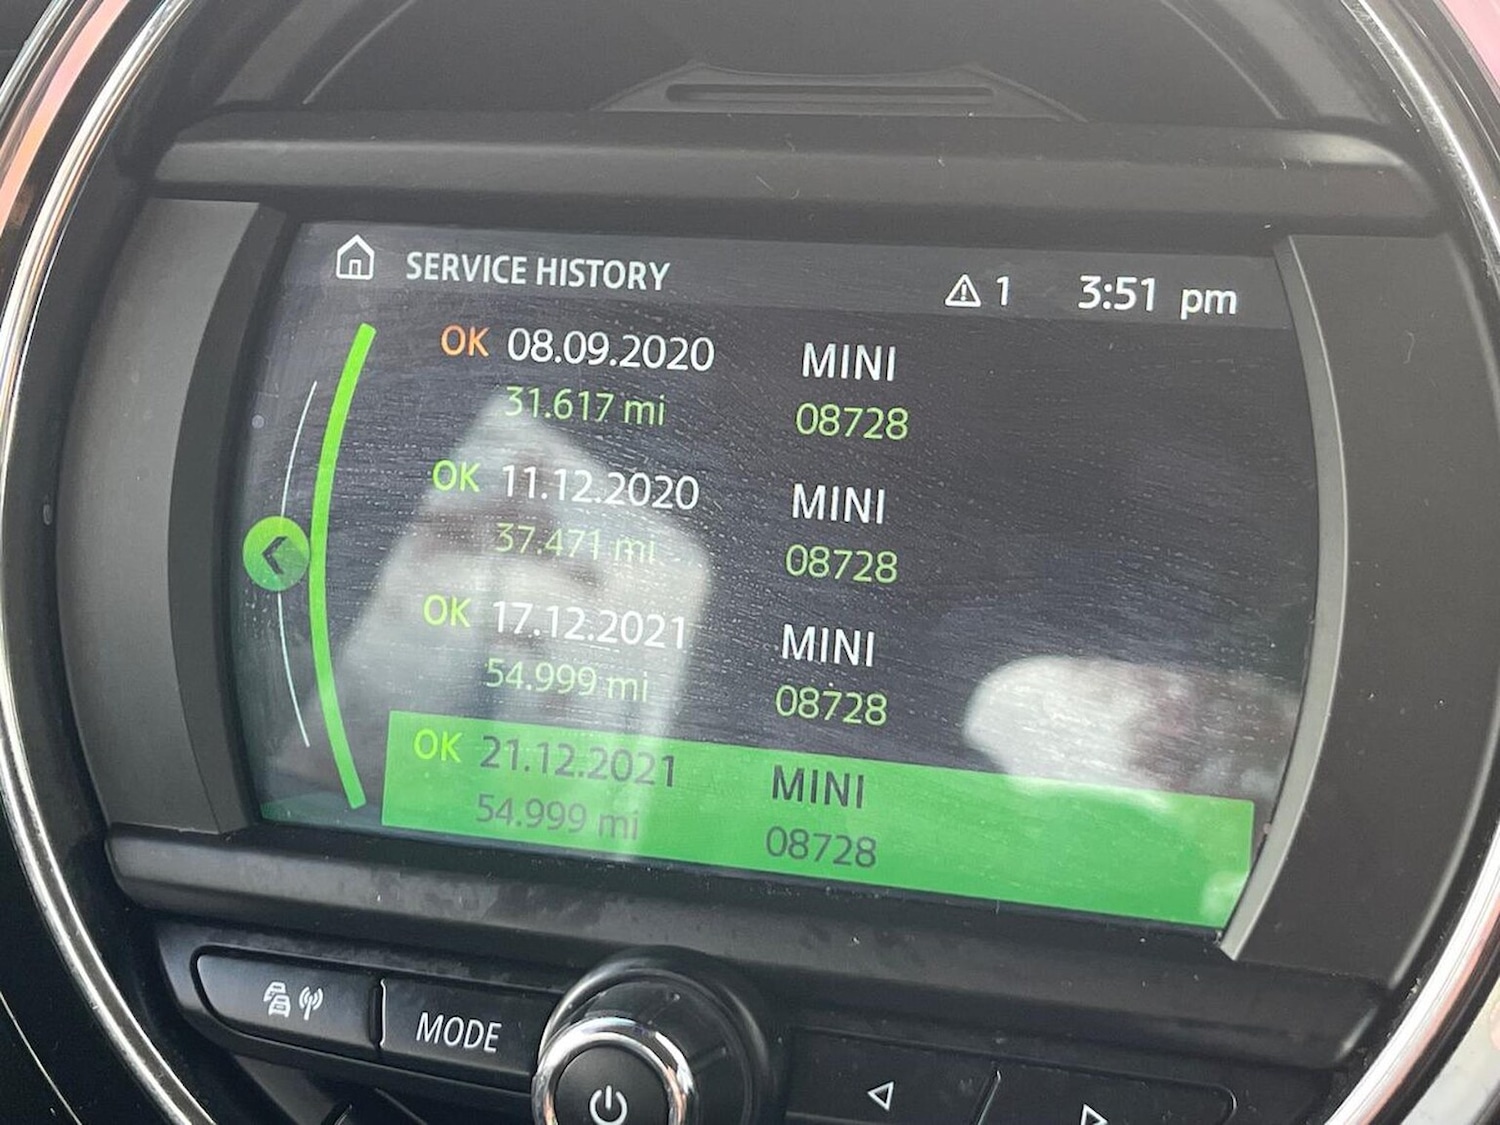 SERVICE HISTORY 1 3:51 pm
OK 08.09.2020 MINI
31.617 mi 08728
OK 11.12.2020 MINI
37.471 mi 08728
OK 17.12.2021 MINI
54.999 mi 08728
OK 21.12.2021 MINI
54.999 mi 08728
MODE